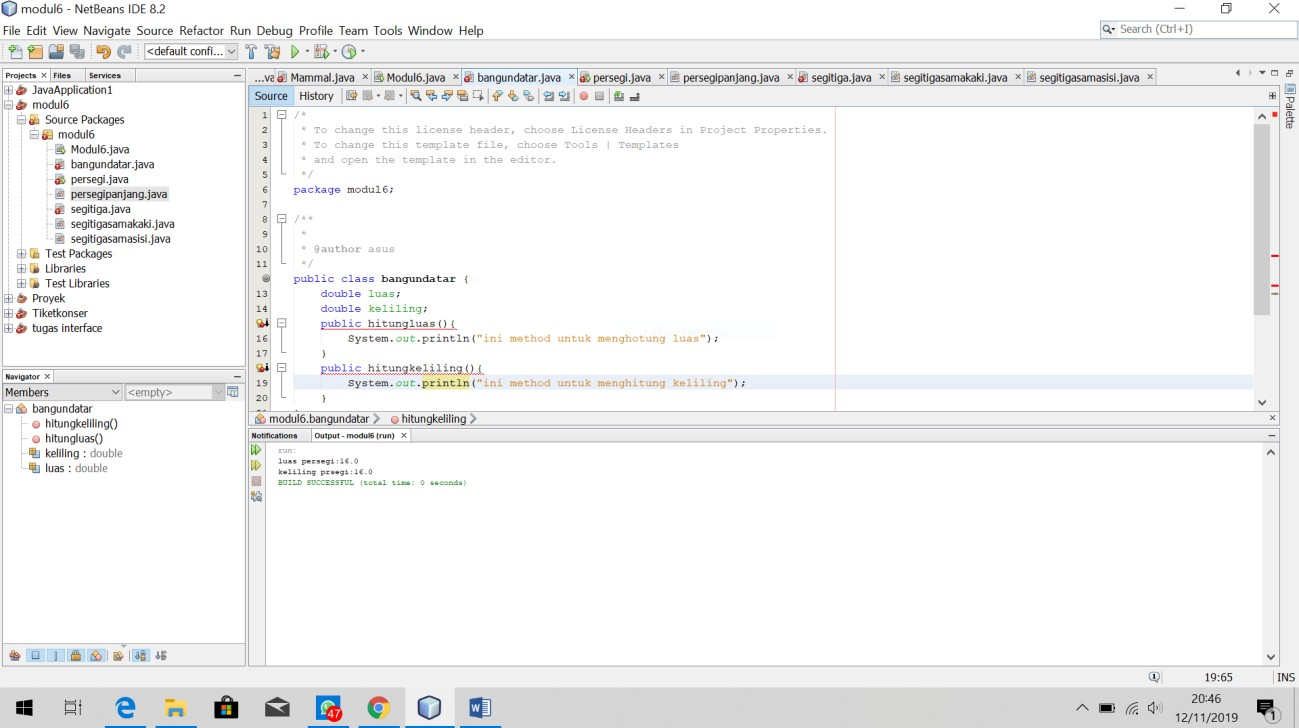 modul6 - NetBeans IDE 8.2
File Edit View Navigate Source Refactor Run Debug Profile Team Tools Window Help
Search (Ctrl+I)
<default confi...
Projects Files Services
JavaApplication1
modul6
Source Packages
modul6
Modul6.java
bangundatar.java
persegi.java
persegipanjang.java
segitiga.java
segitigasamakaki.java
segitigasamasisi.java
Test Packages
Libraries
Test Libraries
Proyek
Tiketkonser
tugas interface
Navigator
Members <empty>
bangundatar
hitungkeliling()
hitungluas()
keliling : double
luas : double
...va Mammal.java Modul6.java bangundatar.java persegi.java persegipanjang.java segitiga.java segitigasamakaki.java segitigasamasisi.java
Source History
Palette
1 /*
2 * To change this license header, choose License Headers in Project Properties.
3 * To change this template file, choose Tools | Templates
4 * and open the template in the editor.
5 */
6 package modul6;
7
8 /**
9 *
10 * @author asus
11 */
public class bangundatar {
13 double luas;
14 double keliling;
public hitungluas(){
16 System.out.println("ini method untuk menghotung luas");
17 }
public hitungkeliling(){
19 System.out.println("ini method untuk menghitung keliling");
20 }
modul6.bangundatar hitungkeliling
Notifications Output - modul6 (run)
run:
luas persegi:16.0
keliling prsegi:16.0
BUILD SUCCESSFUL (total time: 0 seconds)
19:65 INS
47
20:46
12/11/2019
1